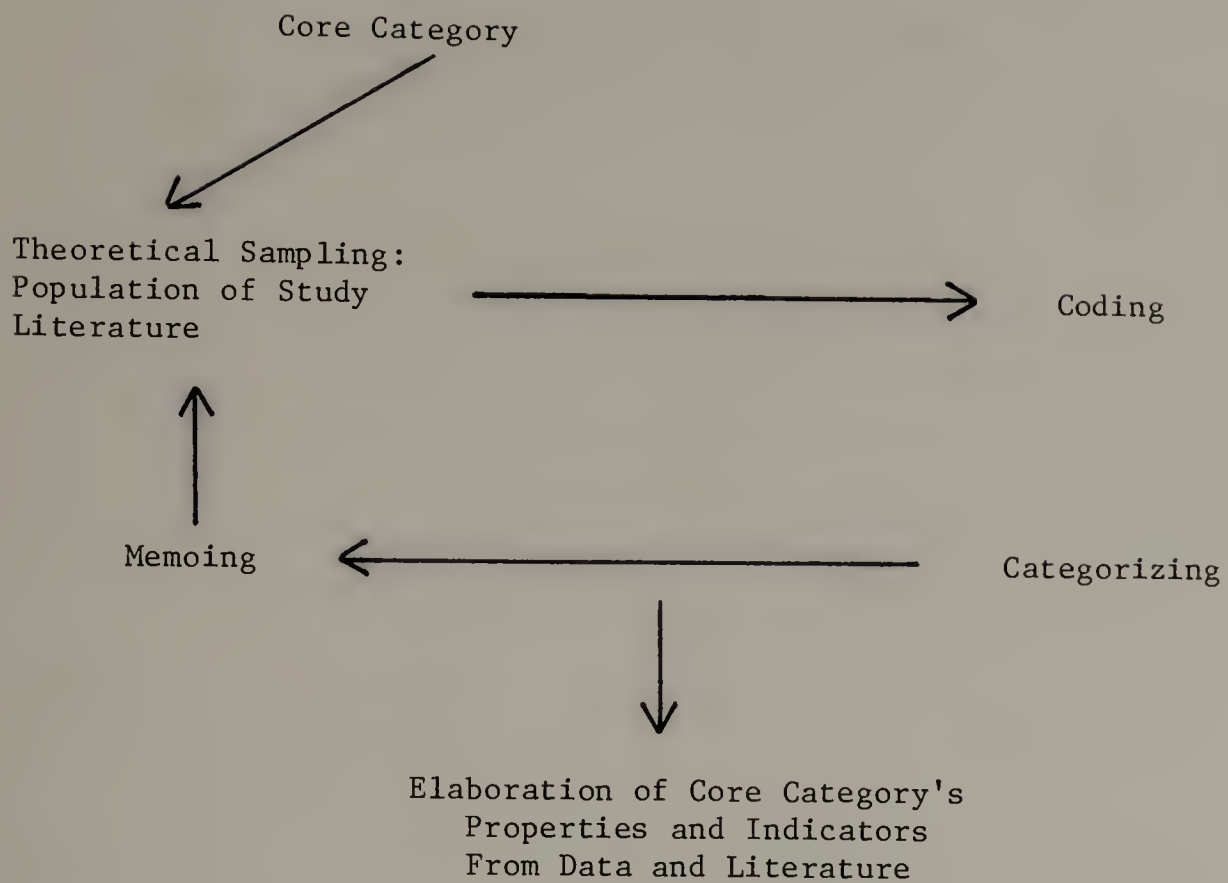 Core Category
Theoretical Sampling:
Population of Study
Literature
Coding
Memoing
Categorizing
Elaboration of Core Category's
Properties and Indicators
From Data and Literature